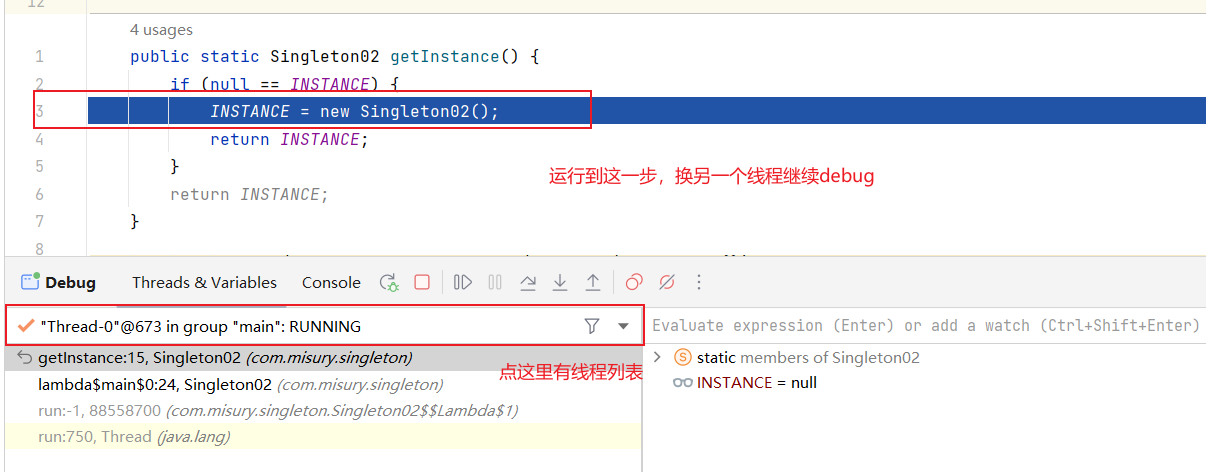 12
4 usages
1 public static Singleton02 getInstance() {
2 if (null == INSTANCE) {
3 INSTANCE = new Singleton02();
4 return INSTANCE;
5 }
运行到这一步，换另一个线程继续debug
6 return INSTANCE;
7 }
8
Debug Threads & Variables Console
"Thread-0"@673 in group "main": RUNNING
Evaluate expression (Enter) or add a watch (Ctrl+Shift+Enter)
getInstance:15, Singleton02 (com.misury.singleton)
点这里有线程列表
S static members of Singleton02
lambda$main$0:24, Singleton02 (com.misury.singleton)
INSTANCE = null
run:-1, 88558700 (com.misury.singleton.Singleton02$$Lambda$1)
run:750, Thread (java.lang)